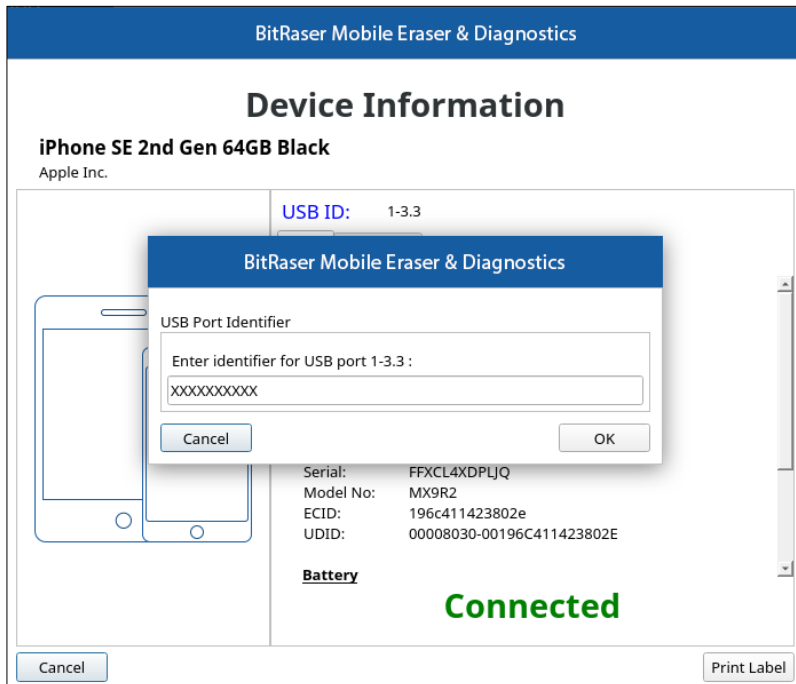 BitRaser Mobile Eraser & Diagnostics
Device Information
iPhone SE 2nd Gen 64GB Black
Apple Inc.
USB ID: 1-3.3
BitRaser Mobile Eraser & Diagnostics
USB Port Identifier
Enter identifier for USB port 1-3.3 :
XXXXXXXXXX
Cancel OK
Serial: FFXCL4XDPLJQ
Model No: MX9R2
ECID: 196c411423802e
UDID: 00008030-00196C411423802E
Battery
Connected
Cancel Print Label